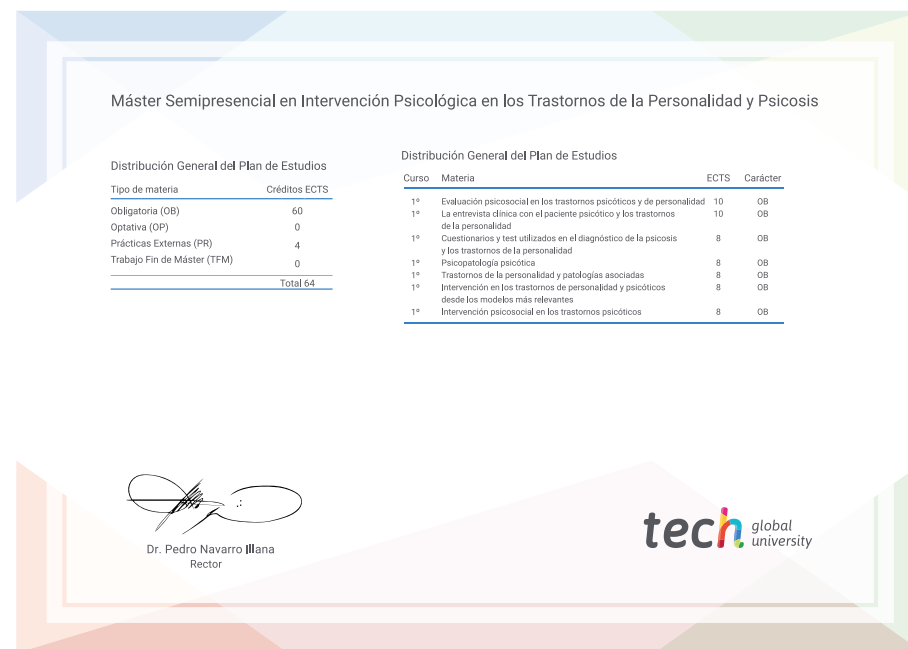 Máster Semipresencial en Intervención Psicológica en los Trastornos de la Personalidad y Psicosis
Distribución General del Plan de Estudios
Tipo de materia Créditos ECTS
Obligatoria (OB) 60
Optativa (OP) 0
Prácticas Externas (PR) 4
Trabajo Fin de Máster (TFM) 0
Total 64
Distribución General del Plan de Estudios
Curso Materia ECTS Carácter
1º Evaluación psicosocial en los trastornos psicóticos y de personalidad 10 OB
1º La entrevista clínica con el paciente psicótico y los trastornos 10 OB
de la personalidad
1º Cuestionarios y test utilizados en el diagnóstico de la psicosis 8 OB
y los trastornos de la personalidad
1º Psicopatología psicótica 8 OB
1º Trastornos de la personalidad y patologías asociadas 8 OB
1º Intervención en los trastornos de personalidad y psicóticos 8 OB
desde los modelos más relevantes
1º Intervención psicosocial en los trastornos psicóticos 8 OB
Dr. Pedro Navarro Illana
Rector
tech global
university